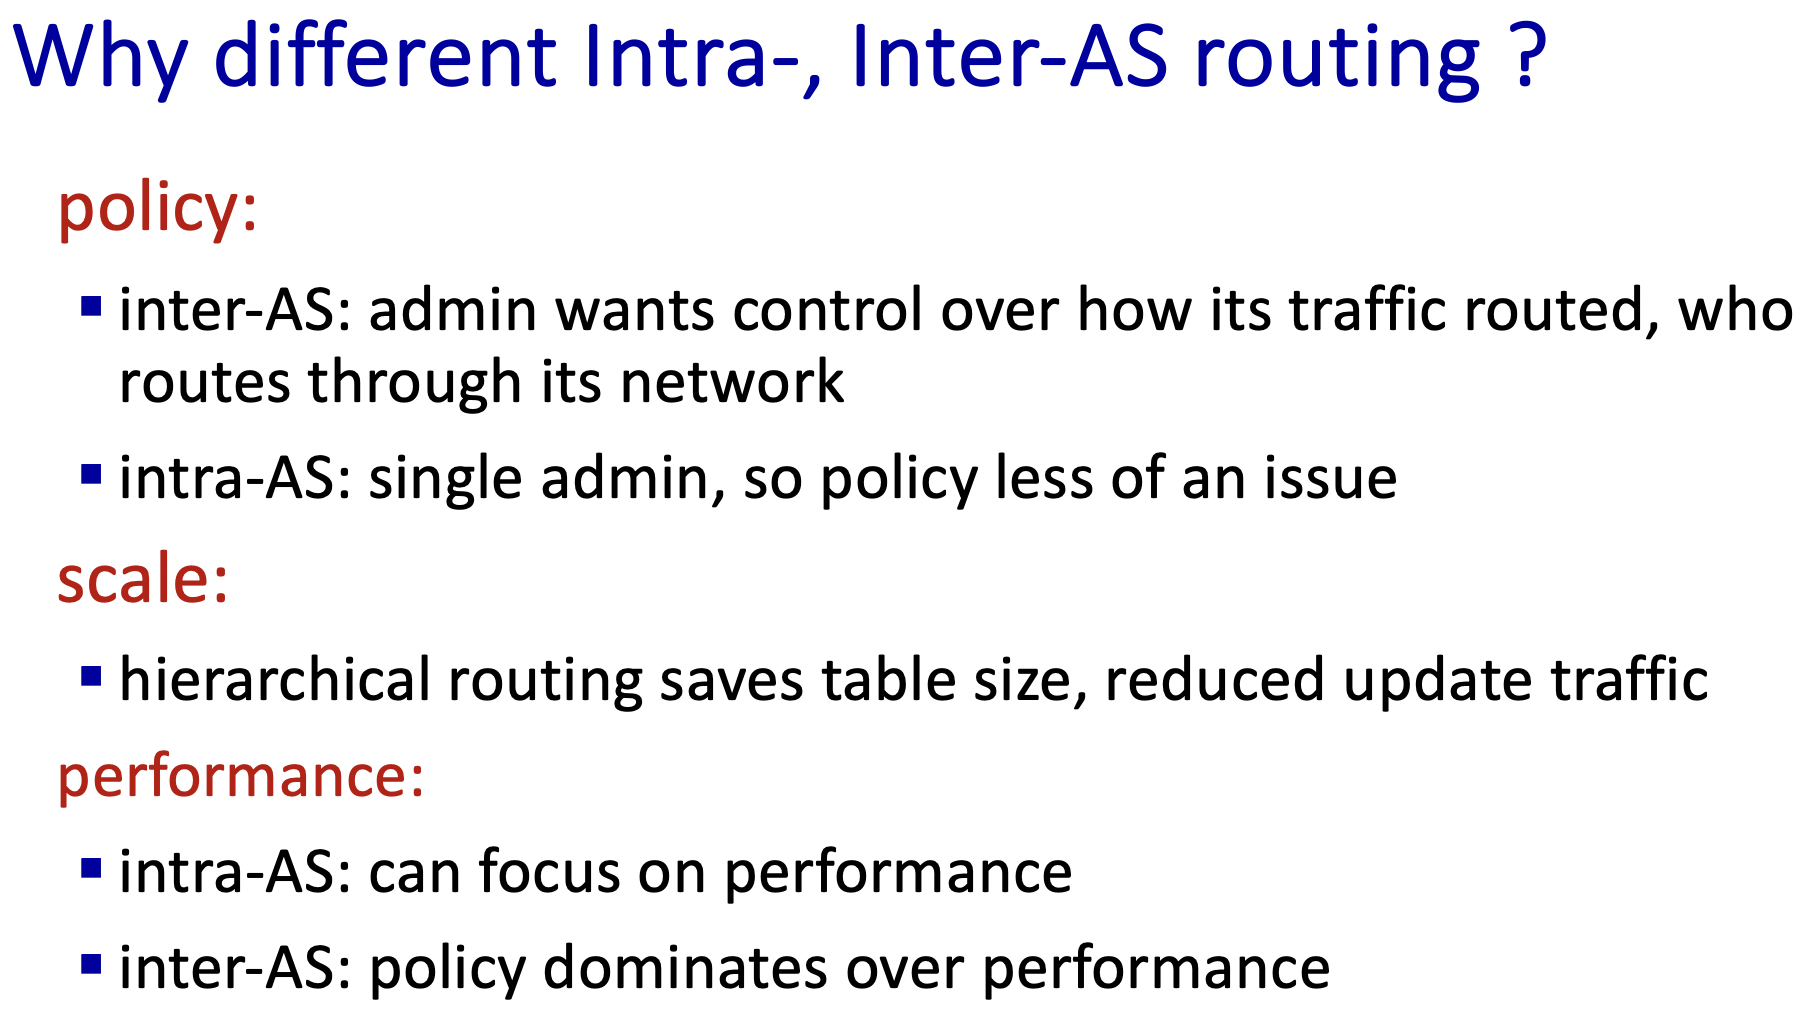 Why different Intra-, Inter-AS routing ?
policy:
▪ inter-AS: admin wants control over how its traffic routed, who
routes through its network
▪ intra-AS: single admin, so policy less of an issue
scale:
▪ hierarchical routing saves table size, reduced update traffic
performance:
▪ intra-AS: can focus on performance
▪ inter-AS: policy dominates over performance